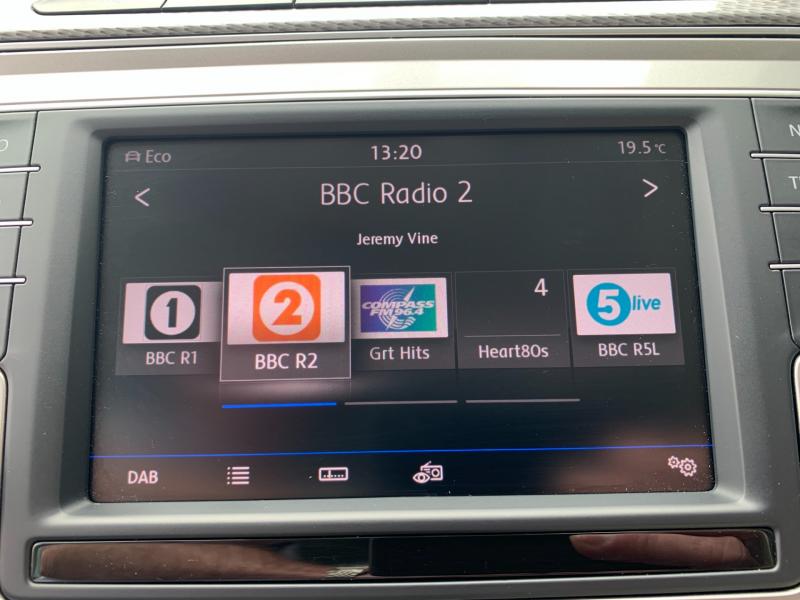 Eco
13:20
19.5 °C
BBC Radio 2
Jeremy Vine
1
BBC R1
2
BBC R2
COMPASS
FM 96.4
Grt Hits
4
Heart80s
5 live
BBC R5L
DAB